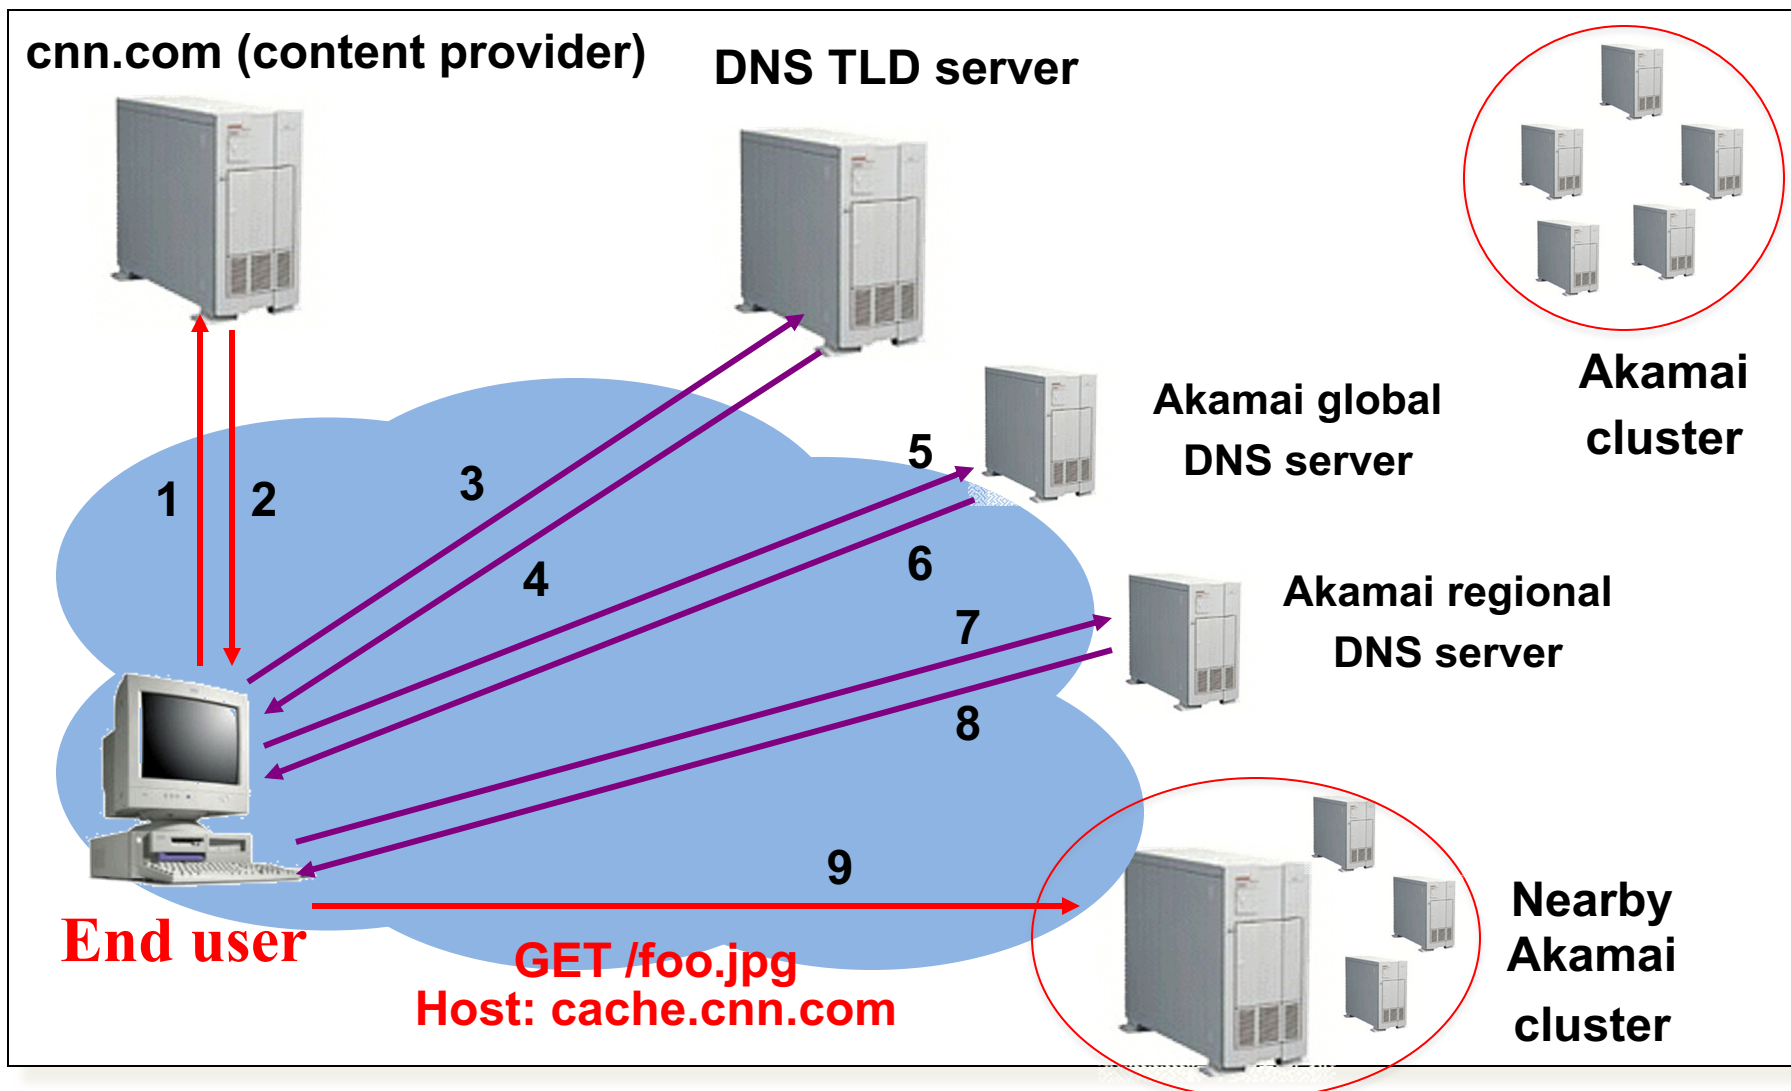 cnn.com (content provider)
DNS TLD server
Akamai
cluster
Akamai global
DNS server
1
2
3
4
5
6
Akamai regional
DNS server
7
8
9
End user
GET /foo.jpg
Host: cache.cnn.com
Nearby
Akamai
cluster